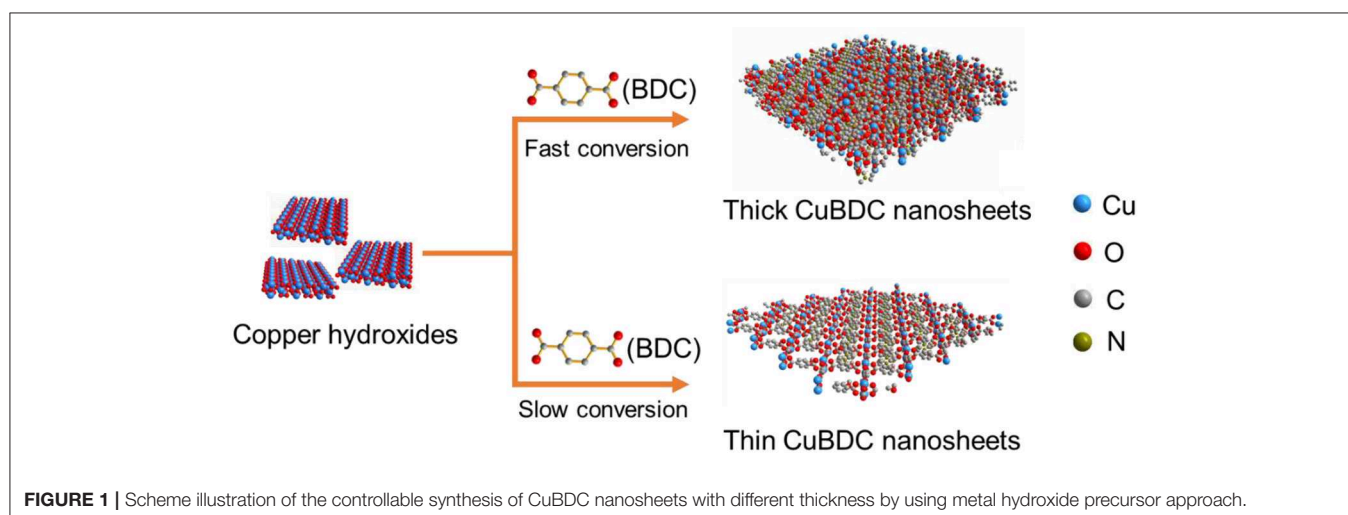 (BDC)
Fast conversion
Thick CuBDC nanosheets
Copper hydroxides
(BDC)
Slow conversion
Thin CuBDC nanosheets
Cu
O
C
N
FIGURE 1 | Scheme illustration of the controllable synthesis of CuBDC nanosheets with different thickness by using metal hydroxide precursor approach.